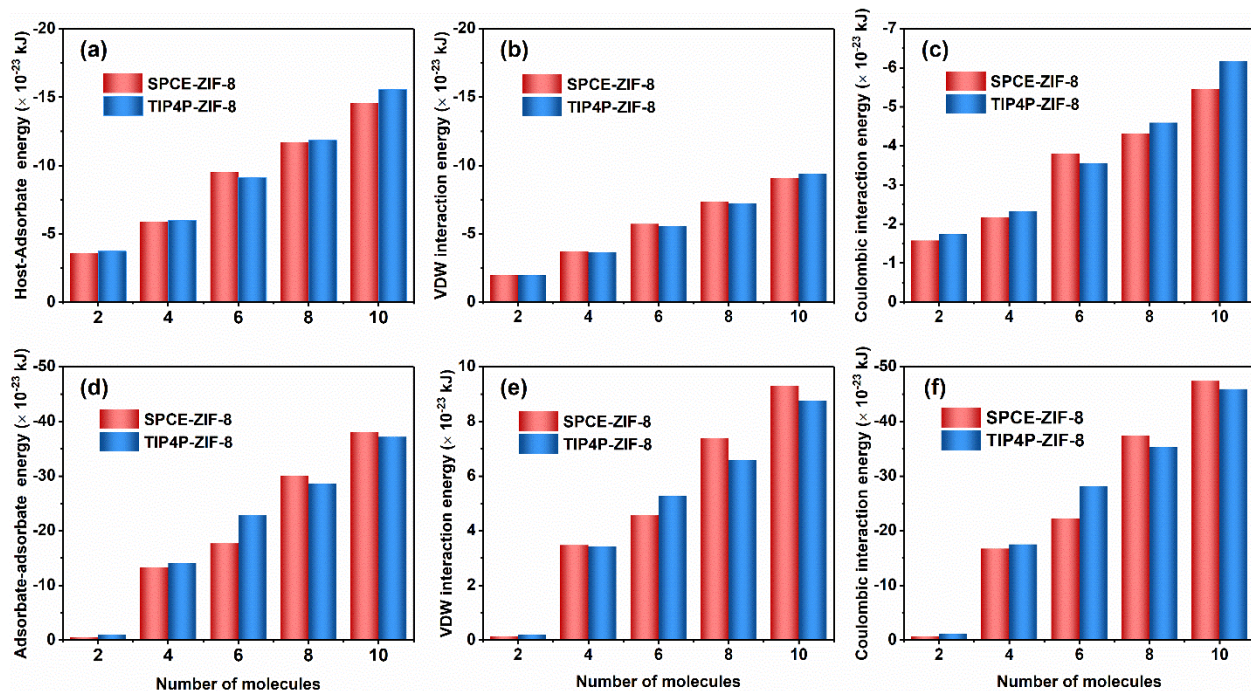 (a)
Host-Adsorbate energy (× 10⁻²³ kJ)
-20
-15
-10
-5
0
SPCE-ZIF-8
TIP4P-ZIF-8
2 4 6 8 10
(b)
VDW interaction energy (× 10⁻²³ kJ)
-20
-15
-10
-5
0
SPCE-ZIF-8
TIP4P-ZIF-8
2 4 6 8 10
(c)
Coulombic interaction energy (× 10⁻²³ kJ)
-7
-6
-5
-4
-3
-2
-1
0
SPCE-ZIF-8
TIP4P-ZIF-8
2 4 6 8 10
(d)
Adsorbate-adsorbate energy (× 10⁻²³ kJ)
-50
-40
-30
-20
-10
0
SPCE-ZIF-8
TIP4P-ZIF-8
2 4 6 8 10
Number of molecules
(e)
VDW interaction energy (× 10⁻²³ kJ)
10
8
6
4
2
0
SPCE-ZIF-8
TIP4P-ZIF-8
2 4 6 8 10
Number of molecules
(f)
Coulombic interaction energy (× 10⁻²³ kJ)
-50
-40
-30
-20
-10
0
SPCE-ZIF-8
TIP4P-ZIF-8
2 4 6 8 10
Number of molecules